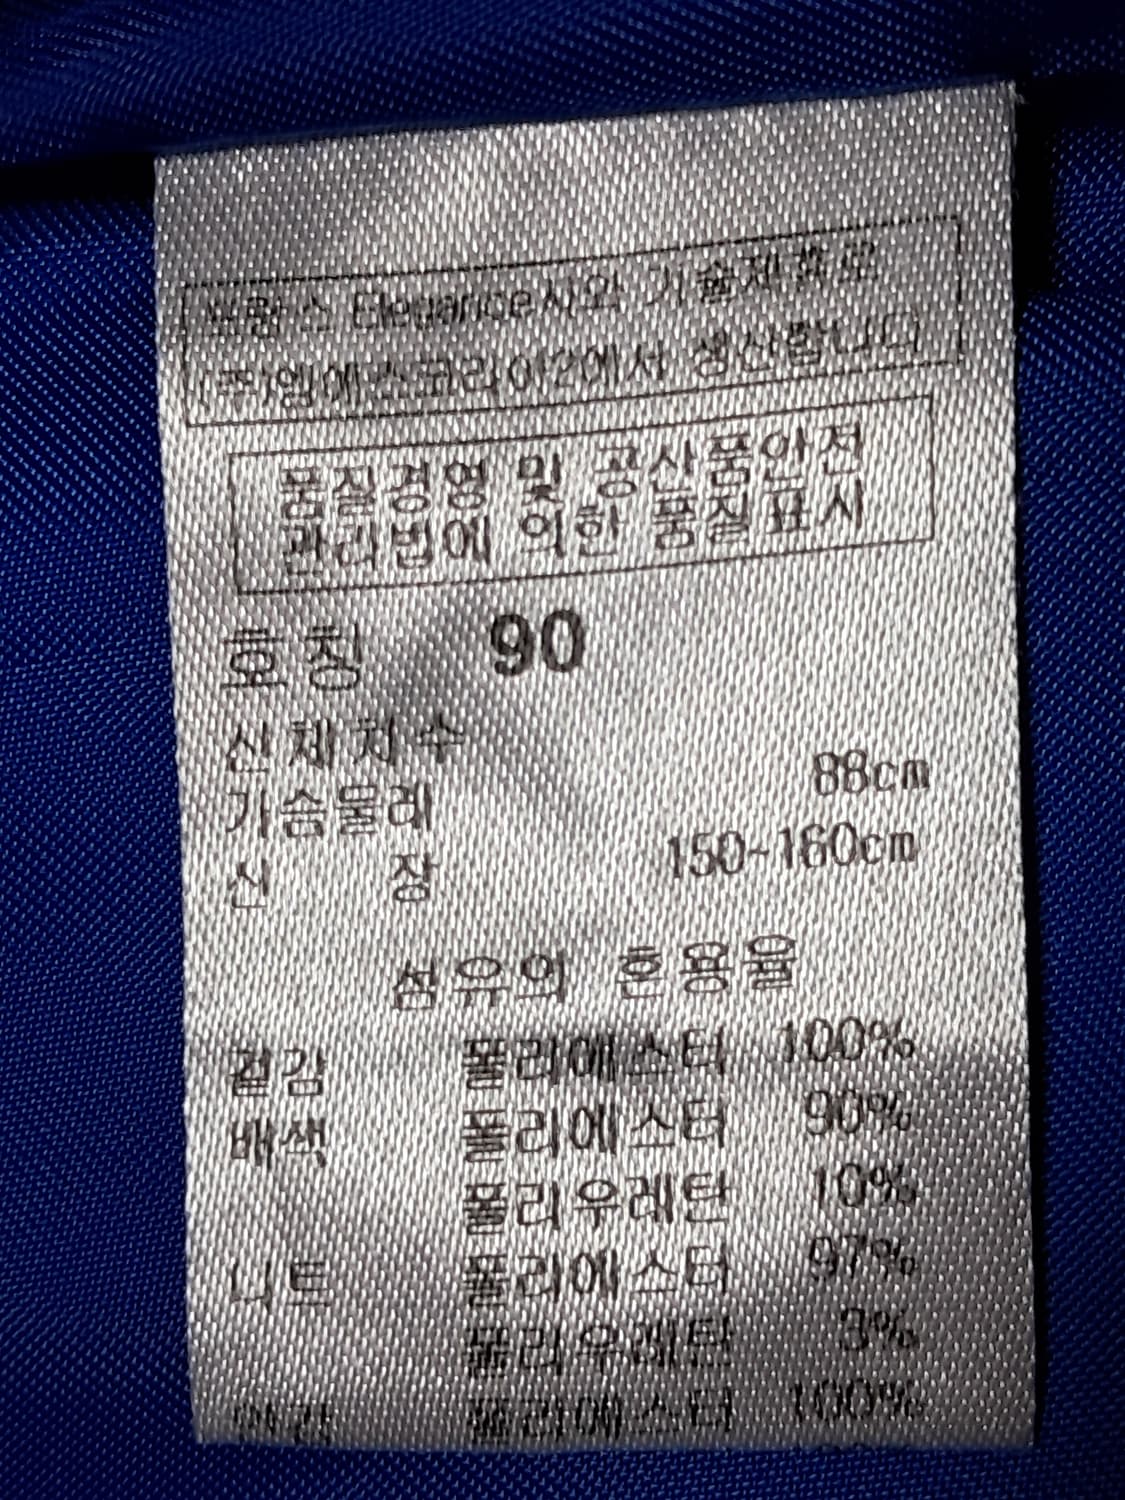 프랑스 Elegance사와 기술제휴로
(주)엠에스코리아2에서 생산합니다
품질경영 및 공산품안전
관리법에 의한 품질표시
호칭 90
신체치수
가슴둘레 88cm
신 장 150~160cm
섬유의 혼용율
겉감 폴리에스터 100%
배색 폴리에스터 90%
폴리우레탄 10%
니트 폴리에스터 97%
폴리우레탄 3%
안감 폴리에스터 100%